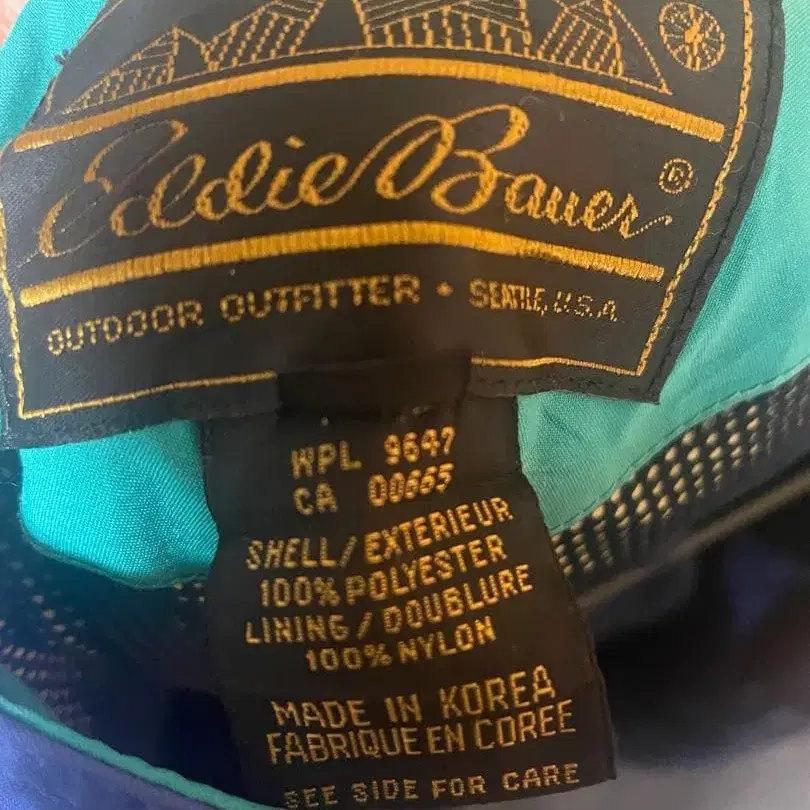 Eddie Bauer®
OUTDOOR OUTFITTER • SEATTLE, U.S.A.
WPL 9647
CA 00665
SHELL/EXTERIEUR
100% POLYESTER
LINING/DOUBLURE
100% NYLON
MADE IN KOREA
FABRIQUE EN COREE
SEE SIDE FOR CARE